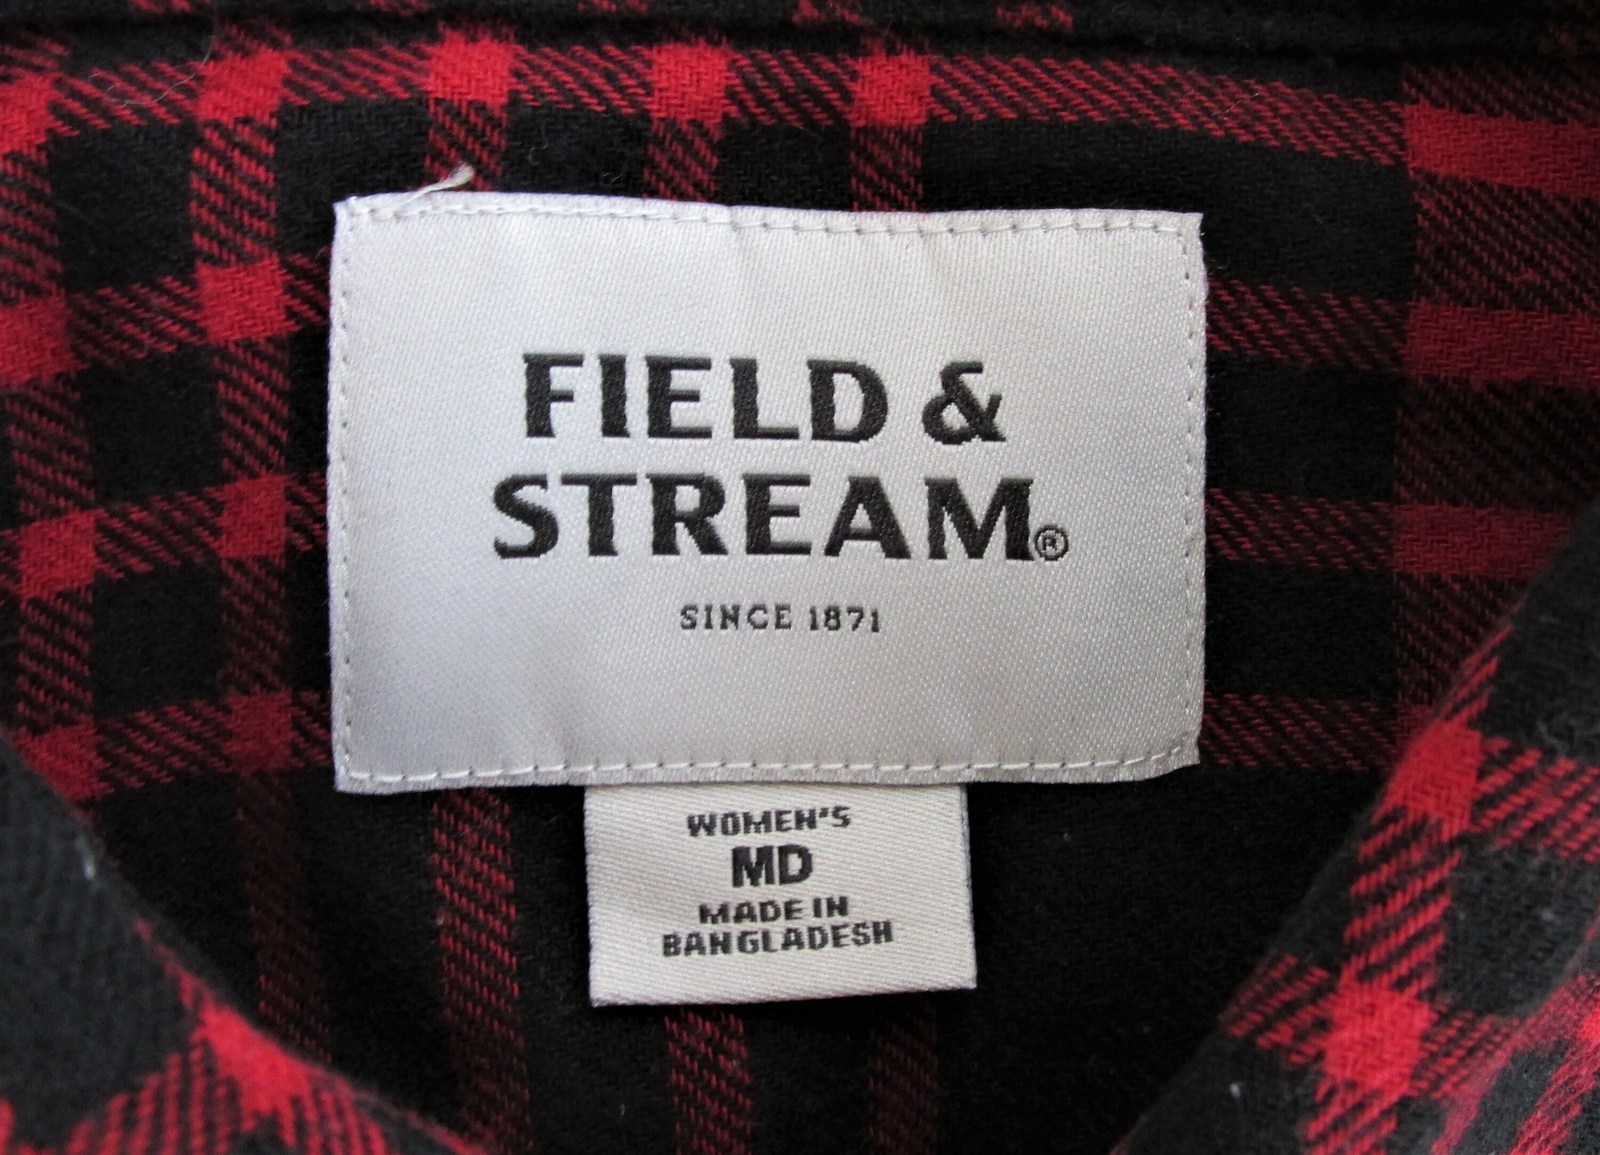 FIELD &
STREAM®
SINCE 1871
WOMEN'S
MD
MADE IN
BANGLADESH